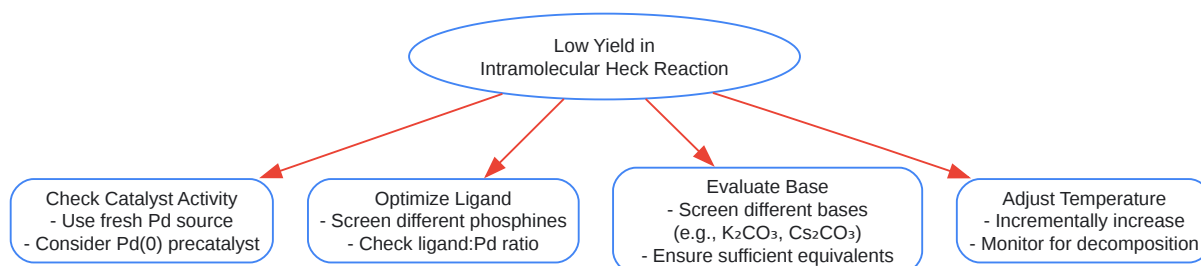 Low Yield in
Intramolecular Heck Reaction
Check Catalyst Activity
- Use fresh Pd source
- Consider Pd(0) precatalyst
Optimize Ligand
- Screen different phosphines
- Check ligand:Pd ratio
Evaluate Base
- Screen different bases
(e.g., K₂CO₃, Cs₂CO₃)
- Ensure sufficient equivalents
Adjust Temperature
- Incrementally increase
- Monitor for decomposition